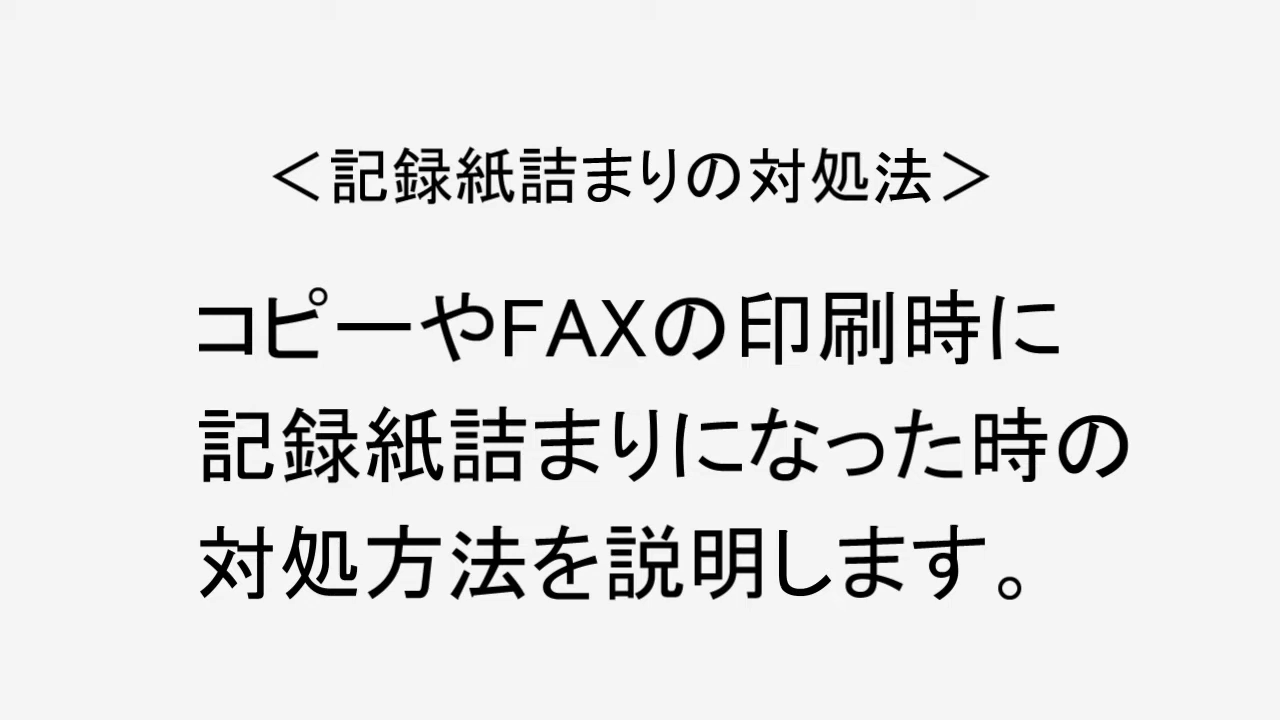 ＜記録紙詰まりの対処法＞
コピーやFAXの印刷時に
記録紙詰まりになった時の
対処方法を説明します。